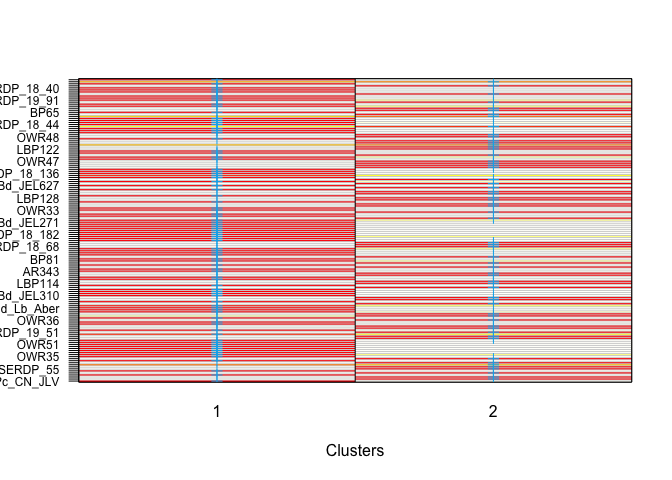 RDP_18_40
RDP_19_91
BP65
RDP_18_44
OWR48
LBP122
OWR47
DP_18_136
Bd_JEL627
LBP128
OWR33
Bd_JEL271
DP_18_182
RDP_18_68
BP81
AR343
LBP114
Bd_JEL310
d_Lb_Aber
OWR36
RDP_19_51
OWR51
OWR35
SERDP_55
Pc_CN_JLV
1
2
Clusters